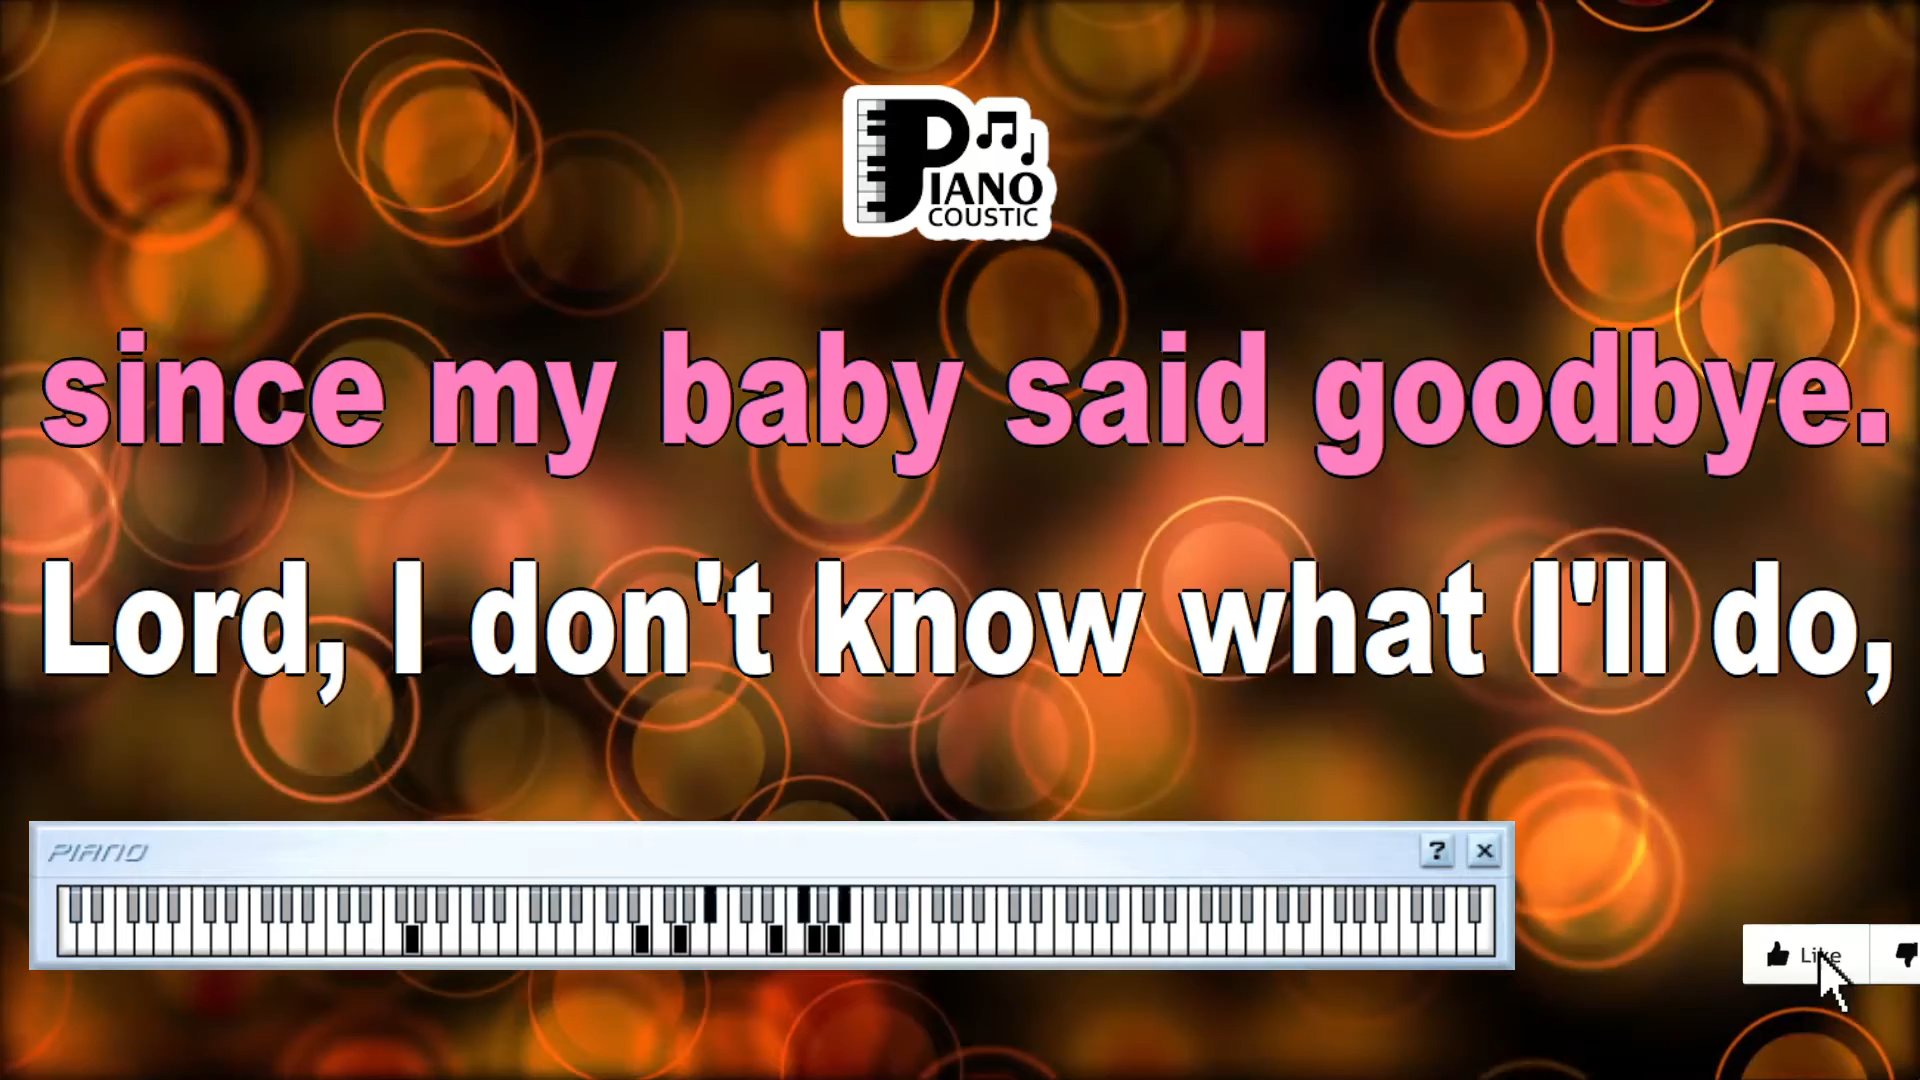 PIANO
COUSTIC
since my baby said goodbye.
Lord, I don't know what I'll do,
PIANO
? ×
Like